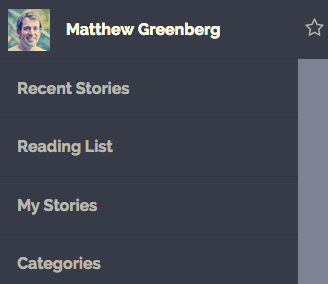 Matthew Greenberg
Recent Stories
Reading List
My Stories
Categories